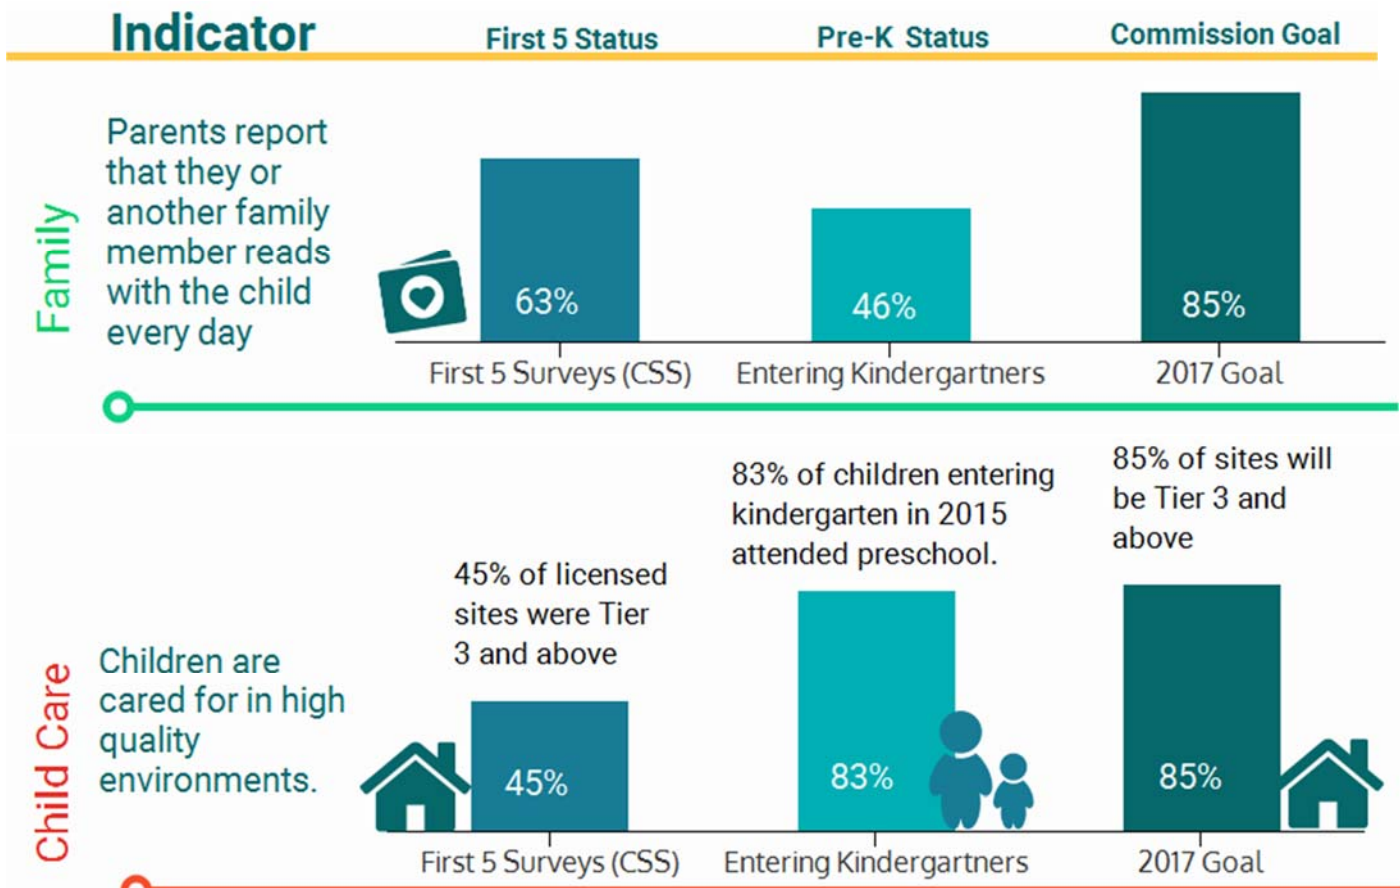 Indicator
First 5 Status
Pre-K Status
Commission Goal
Family
Parents report
that they or
another family
member reads
with the child
every day
63%
46%
85%
First 5 Surveys (CSS)
Entering Kindergartners
2017 Goal
Child Care
Children are
cared for in high
quality
environments.
45% of licensed
sites were Tier
3 and above
83% of children entering
kindergarten in 2015
attended preschool.
85% of sites will
be Tier 3 and
above
45%
83%
85%
First 5 Surveys (CSS)
Entering Kindergartners
2017 Goal